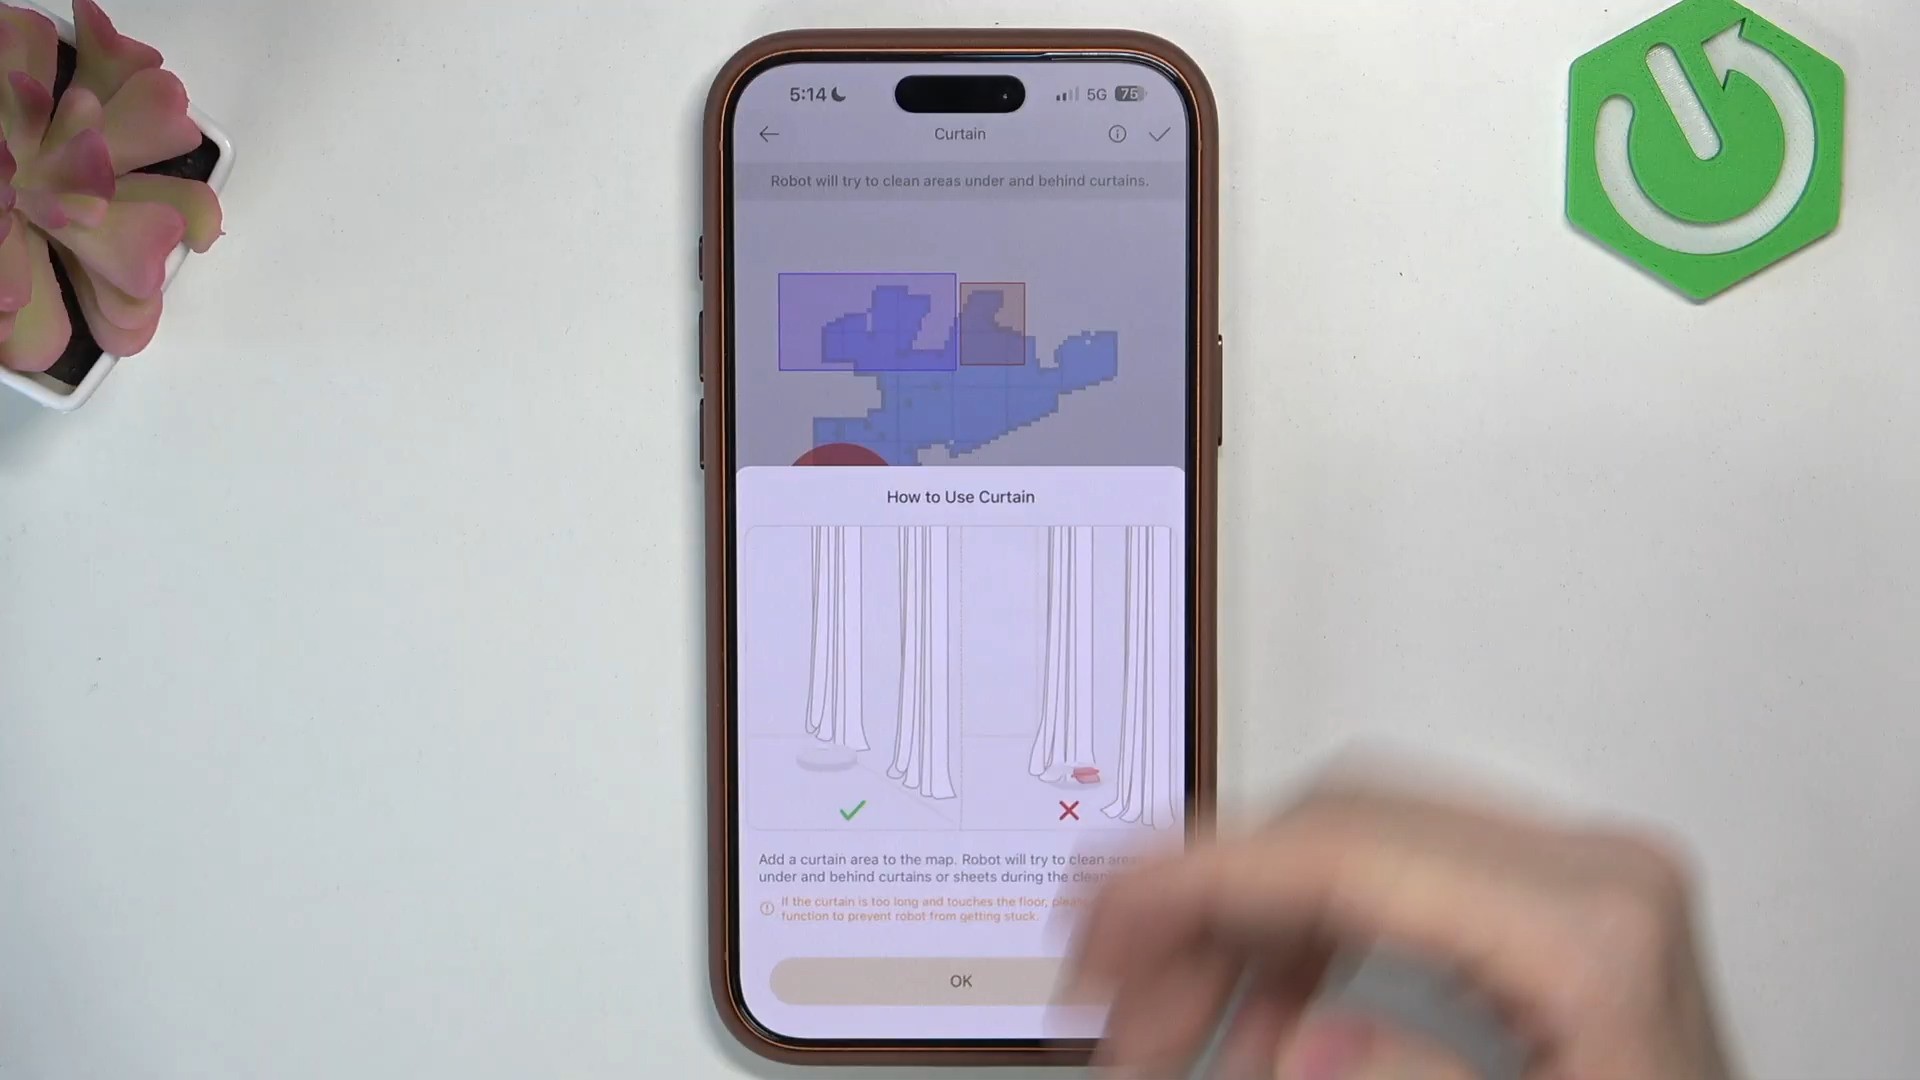 5:14
5G
75
Curtain
Robot will try to clean areas under and behind curtains.
How to Use Curtain
Add a curtain area to the map. Robot will try to clean
under and behind curtains or sheets during the
If the curtain is too long and touches the floor,
function to prevent robot from getting stuck.
OK